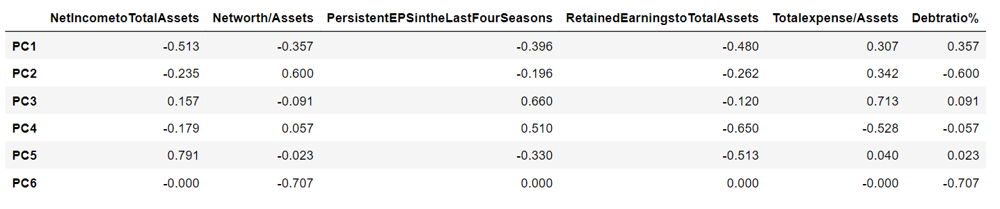 NetIncometoTotalAssets Networth/Assets PersistentEPSintheLastFourSeasons RetainedEarningstoTotalAssets Totalexpense/Assets Debtratio%
PC1 -0.513 -0.357 -0.396 -0.480 0.307 0.357
PC2 -0.235 0.600 -0.196 -0.262 0.342 -0.600
PC3 0.157 -0.091 0.660 -0.120 0.713 0.091
PC4 -0.179 0.057 0.510 -0.650 -0.528 -0.057
PC5 0.791 -0.023 -0.330 -0.513 0.040 0.023
PC6 -0.000 -0.707 0.000 0.000 -0.000 -0.707